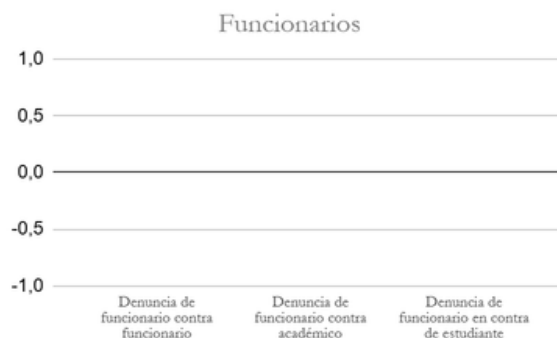 Funcionarios
1,0
0,5
0,0
-0,5
-1,0
Denuncia de
funcionario contra
funcionario
Denuncia de
funcionario contra
académico
Denuncia de
funcionario en contra
de estudiante